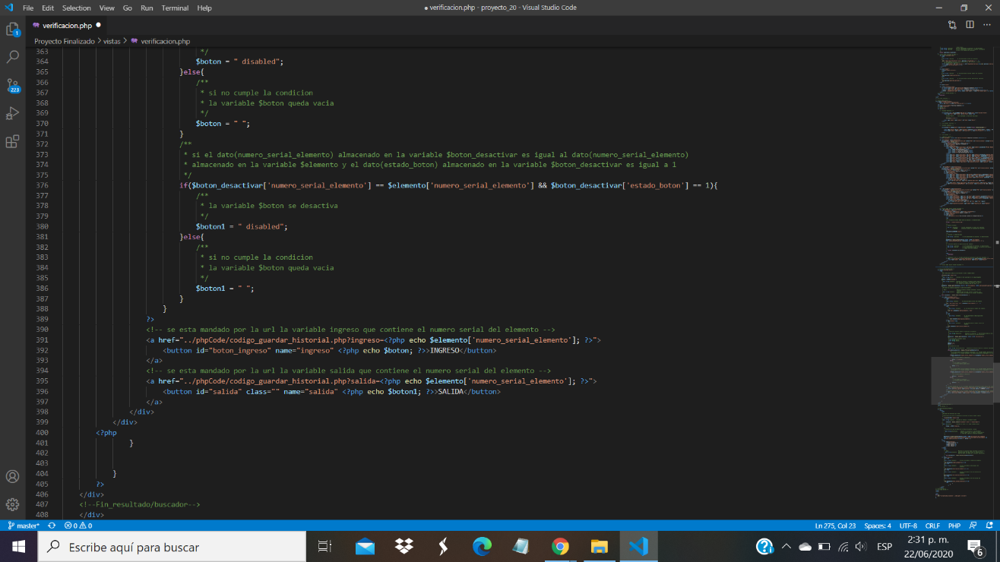 File Edit Selection View Go Run Terminal Help
● verificacion.php - proyecto_20 - Visual Studio Code
verificacion.php ●
Proyecto Finalizado > vistas > verificacion.php
363 */
364 $boton = " disabled";
365 }else{
366 /**
367 * si no cumple la condicion
368 * la variable $boton queda vacia
369 */
370 $boton = " ";
371 }
372 /**
373 * si el dato(numero_serial_elemento) almacenado en la variable $boton_desactivar es igual al dato(numero_serial_elemento)
374 * almacenado en la variable $elemento y el dato(estado_boton) almacenado en la variable $boton_desactivar es igual a 1
375 */
376 if($boton_desactivar['numero_serial_elemento'] == $elemento['numero_serial_elemento'] && $boton_desactivar['estado_boton'] == 1){
377 /**
378 * la variable $boton se desactiva
379 */
380 $boton1 = " disabled";
381 }else{
382 /**
383 * si no cumple la condicion
384 * la variable $boton queda vacia
385 */
386 $boton1 = " ";
387 }
388 }
389 ?>
390 <!-- se esta mandado por la url la variable ingreso que contiene el numero serial del elemento -->
391 <a href="../phpCode/codigo_guardar_historial.php?ingreso=<?php echo $elemento['numero_serial_elemento']; ?>">
392 <button id="boton_ingreso" name="ingreso" <?php echo $boton; ?>>INGRESO</button>
393 </a>
394 <!-- se esta mandado por la url la variable salida que contiene el numero serial del elemento -->
395 <a href="../phpCode/codigo_guardar_historial.php?salida=<?php echo $elemento['numero_serial_elemento']; ?>">
396 <button id="salida" class="" name="salida" <?php echo $boton1; ?>>SALIDA</button>
397 </a>
398 </div>
399 </div>
400 <?php
401 }
402
403
404 }
405 ?>
406 </div>
407 <!--Fin_resultado/buscador-->
408 </div>
1
223
master* 0 0 Ln 275, Col 23 Spaces: 4 UTF-8 CRLF PHP
Escribe aquí para buscar
ESP
2:31 p. m.
22/06/2020
6